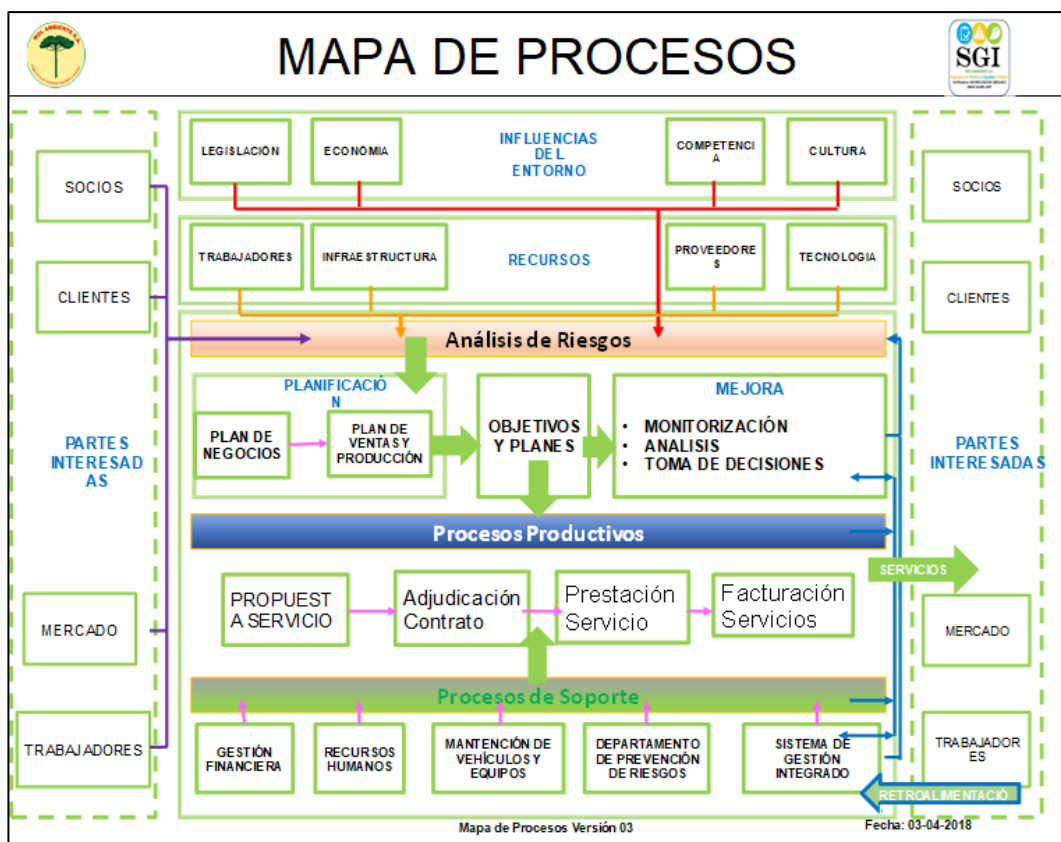 MAPA DE PROCESOS
SGI
INFLUENCIAS
DEL
ENTORNO
LEGISLACIÓN
ECONÓMIA
COMPETENCI
A
CULTURA
TRABAJADORES
INFRAESTRUCTURA
RECURSOS
PROVEEDORE
S
TECNOLOGIA
SOCIOS
CLIENTES
PARTES
INTERESAD
AS
MERCADO
TRABAJADORES
Análisis de Riesgos
PLANIFICACIÓ
N
PLAN DE
NEGOCIOS
PLAN DE
VENTAS Y
PRODUCCIÓN
OBJETIVOS
Y PLANES
MEJORA
• MONITORIZACIÓN
• ANALISIS
• TOMA DE DECISIONES
Procesos Productivos
PROPUEST
A SERVICIO
Adjudicación
Contrato
Prestación
Servicio
Facturación
Servicios
Procesos de Soporte
GESTIÓN
FINANCIERA
RECURSOS
HUMANOS
MANTENCIÓN DE
VEHÍCULOS Y
EQUIPOS
DEPARTAMENTO
DE PREVENCIÓN
DE RIESGOS
SISTEMA DE
GESTIÓN
INTEGRADO
SOCIOS
CLIENTES
PARTES
INTERESADAS
SERVICIOS
MERCADO
TRABAJADOR
ES
RETROALIMENTACIÓ
Mapa de Procesos Versión 03
Fecha: 03-04-2018